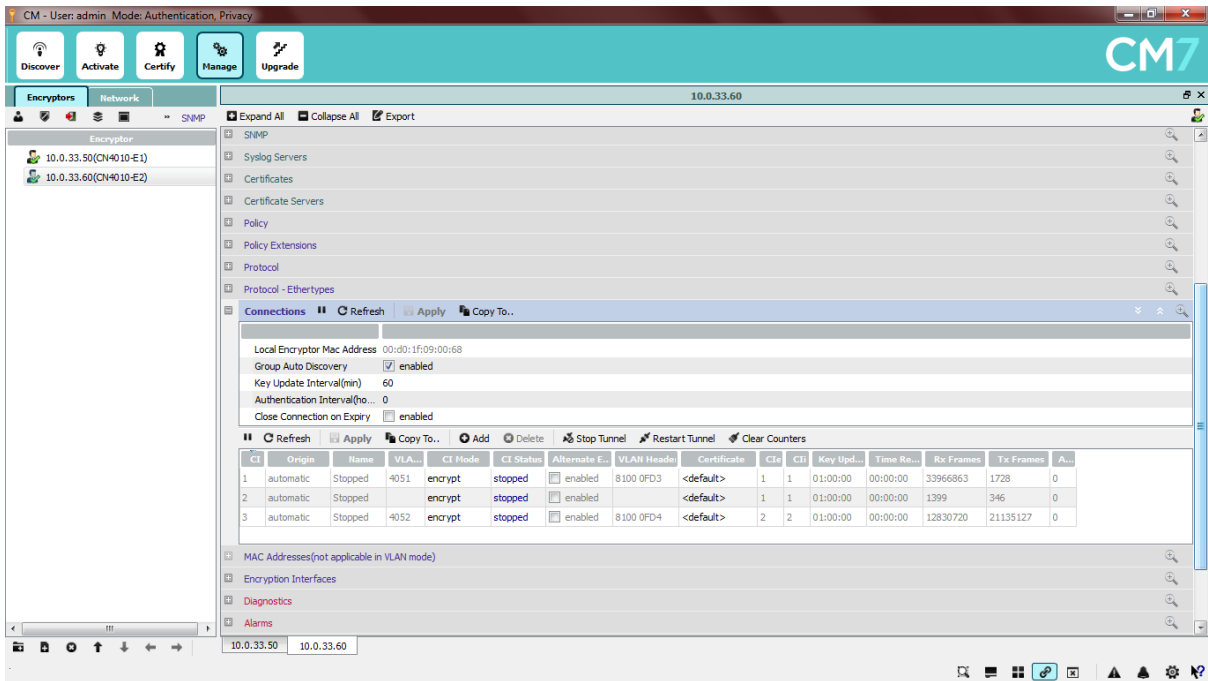 CM - User: admin Mode: Authentication, Privacy
Discover Activate Certify Manage Upgrade
CM7
Encryptors Network
10.0.33.60
» SNMP
Expand All Collapse All Export
Encryptor
10.0.33.50(CN4010-E1)
10.0.33.60(CN4010-E2)
SNMP
Syslog Servers
Certificates
Certificate Servers
Policy
Policy Extensions
Protocol
Protocol - Ethertypes
Connections Refresh Apply Copy To..
Local Encryptor Mac Address 00:d0:1f:09:00:68
Group Auto Discovery enabled
Key Update Interval(min) 60
Authentication Interval(ho... 0
Close Connection on Expiry enabled
Refresh Apply Copy To.. Add Delete Stop Tunnel Restart Tunnel Clear Counters
CI Origin Name VLA... CI Mode CI Status Alternate E... VLAN Header Certificate CIe CIi Key Upd... Time Re... Rx Frames Tx Frames A...
1 automatic Stopped 4051 encrypt stopped enabled 8100 0FD3 <default> 1 1 01:00:00 00:00:00 33966863 1728 0
2 automatic Stopped encrypt stopped enabled <default> 1 1 01:00:00 00:00:00 1399 346 0
3 automatic Stopped 4052 encrypt stopped enabled 8100 0FD4 <default> 2 2 01:00:00 00:00:00 12830720 21135127 0
MAC Addresses(not applicable in VLAN mode)
Encryption Interfaces
Diagnostics
Alarms
10.0.33.50 10.0.33.60